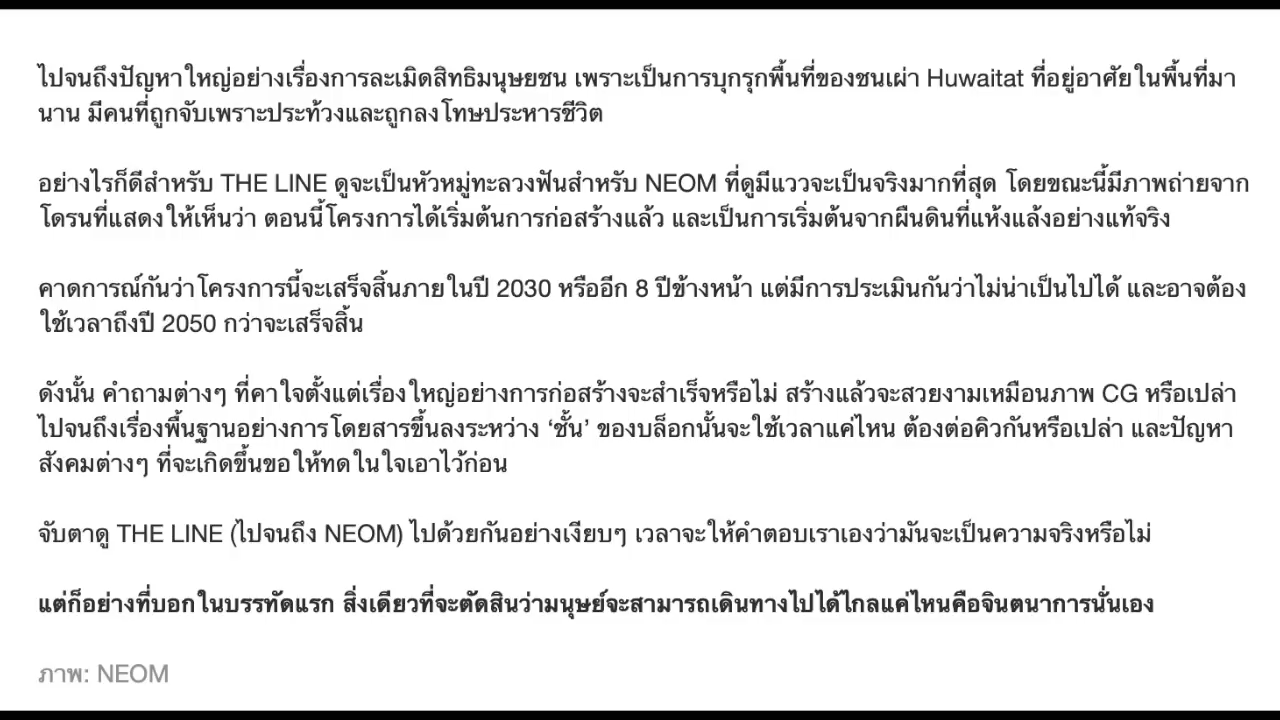 ไปจนถึงปัญหาใหญ่อย่างเรื่องการละเมิดสิทธิมนุษยชน เพราะเป็นการบุกรุกพื้นที่ของชนเผ่า Huwaitat ที่อยู่อาศัยในพื้นที่มา
นาน มีคนที่ถูกจับเพราะประท้วงและถูกลงโทษประหารชีวิต
อย่างไรก็ดีสำหรับ THE LINE ดูจะเป็นหัวหมู่ทะลวงฟันสำหรับ NEOM ที่ดูมีแววจะเป็นจริงมากที่สุด โดยขณะนี้มีภาพถ่ายจาก
โดรนที่แสดงให้เห็นว่า ตอนนี้โครงการได้เริ่มต้นการก่อสร้างแล้ว และเป็นการเริ่มต้นจากผืนดินที่แห้งแล้งอย่างแท้จริง
คาดการณ์กันว่าโครงการนี้จะเสร็จสิ้นภายในปี 2030 หรืออีก 8 ปีข้างหน้า แต่มีการประเมินกันว่าไม่น่าเป็นไปได้ และอาจต้อง
ใช้เวลาถึงปี 2050 กว่าจะเสร็จสิ้น
ดังนั้น คำถามต่างๆ ที่คาใจตั้งแต่เรื่องใหญ่อย่างการก่อสร้างจะสำเร็จหรือไม่ สร้างแล้วจะสวยงามเหมือนภาพ CG หรือเปล่า
ไปจนถึงเรื่องพื้นฐานอย่างการโดยสารขึ้นลงระหว่าง ‘ชั้น’ ของบล็อกนั้นจะใช้เวลาแค่ไหน ต้องต่อคิวกันหรือเปล่า และปัญหา
สังคมต่างๆ ที่จะเกิดขึ้นขอให้ทดในใจเอาไว้ก่อน
จับตาดู THE LINE (ไปจนถึง NEOM) ไปด้วยกันอย่างเงียบๆ เวลาจะให้คำตอบเราเองว่ามันจะเป็นความจริงหรือไม่
แต่ก็อย่างที่บอกในบรรทัดแรก สิ่งเดียวที่จะตัดสินว่ามนุษย์จะสามารถเดินทางไปได้ไกลแค่ไหนคือจินตนาการนั่นเอง
ภาพ: NEOM